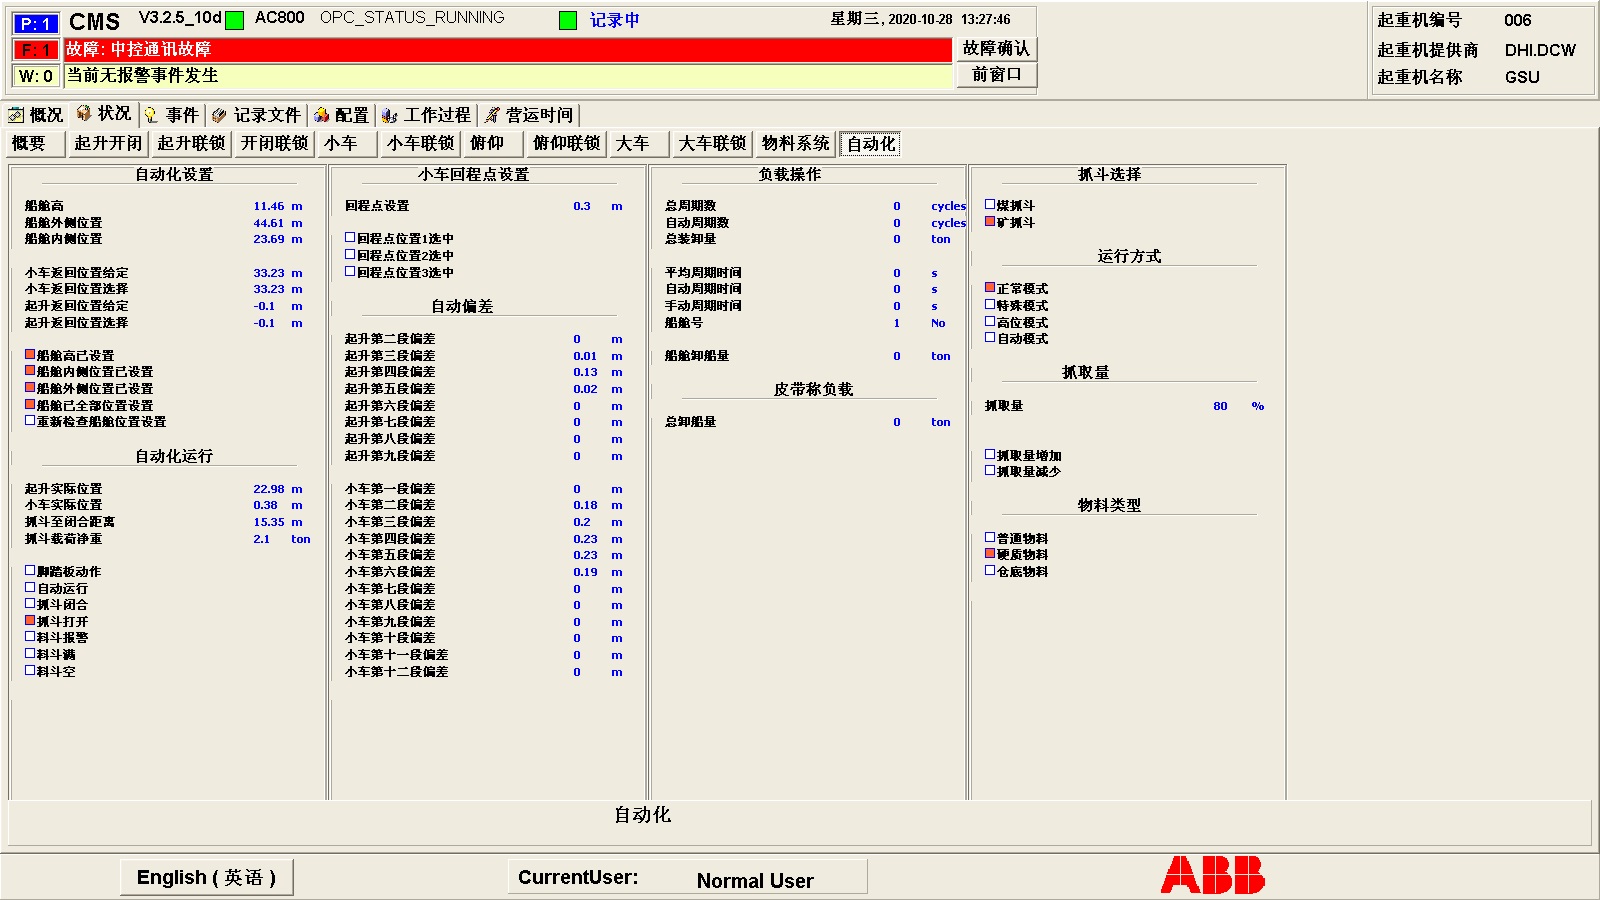 P: 1 CMS V3.2.5_10d AC800 OPC_STATUS_RUNNING 记录中 星期三, 2020-10-28 13:27:46
F: 1 故障: 中控通讯故障 故障确认
W: 0 当前无报警事件发生 前窗口
起重机编号 006
起重机提供商 DHI.DCW
起重机名称 GSU
概况 状况 事件 记录文件 配置 工作过程 营运时间
概要 起升开闭 起升联锁 开闭联锁 小车 小车联锁 俯仰 俯仰联锁 大车 大车联锁 物料系统 自动化
自动化设置
船舱高 11.46 m
船舱外侧位置 44.61 m
船舱内侧位置 23.69 m
小车返回位置给定 33.23 m
小车返回位置选择 33.23 m
起升返回位置给定 -0.1 m
起升返回位置选择 -0.1 m
船舱高已设置
船舱内侧位置已设置
船舱外侧位置已设置
船舱已全部位置设置
重新检查船舱位置设置
自动化运行
起升实际位置 22.98 m
小车实际位置 0.38 m
抓斗至闭合距离 15.35 m
抓斗载荷净重 2.1 ton
脚踏板动作
自动运行
抓斗闭合
抓斗打开
料斗报警
料斗满
料斗空
小车回程点设置
回程点设置 0.3 m
回程点位置1选中
回程点位置2选中
回程点位置3选中
自动偏差
起升第二段偏差 0 m
起升第三段偏差 0.01 m
起升第四段偏差 0.13 m
起升第五段偏差 0.02 m
起升第六段偏差 0 m
起升第七段偏差 0 m
起升第八段偏差 0 m
起升第九段偏差 0 m
小车第一段偏差 0 m
小车第二段偏差 0.18 m
小车第三段偏差 0.2 m
小车第四段偏差 0.23 m
小车第五段偏差 0.23 m
小车第六段偏差 0.19 m
小车第七段偏差 0 m
小车第八段偏差 0 m
小车第九段偏差 0 m
小车第十段偏差 0 m
小车第十一段偏差 0 m
小车第十二段偏差 0 m
负载操作
总周期数 0 cycles
自动周期数 0 cycles
总装卸量 0 ton
平均周期时间 0 s
自动周期时间 0 s
手动周期时间 0 s
船舱号 1 No
船舱卸船量 0 ton
皮带称负载
总卸船量 0 ton
抓斗选择
煤抓斗
矿抓斗
运行方式
正常模式
特殊模式
高位模式
自动模式
抓取量
抓取量 80 %
抓取量增加
抓取量减少
物料类型
普通物料
硬质物料
仓底物料
自动化
English ( 英语 ) CurrentUser: Normal User ABB